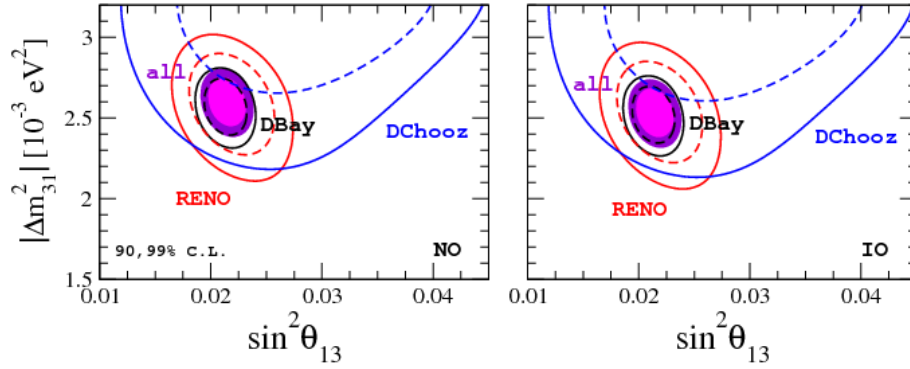 |Δm²₃₁| [10⁻³ eV²]
3
2.5
2
1.5
all
DBay
DChooz
RENO
90,99% C.L.
NO
0.01
0.02
0.03
0.04
sin²θ₁₃
all
DBay
DChooz
RENO
IO
0.01
0.02
0.03
0.04
sin²θ₁₃